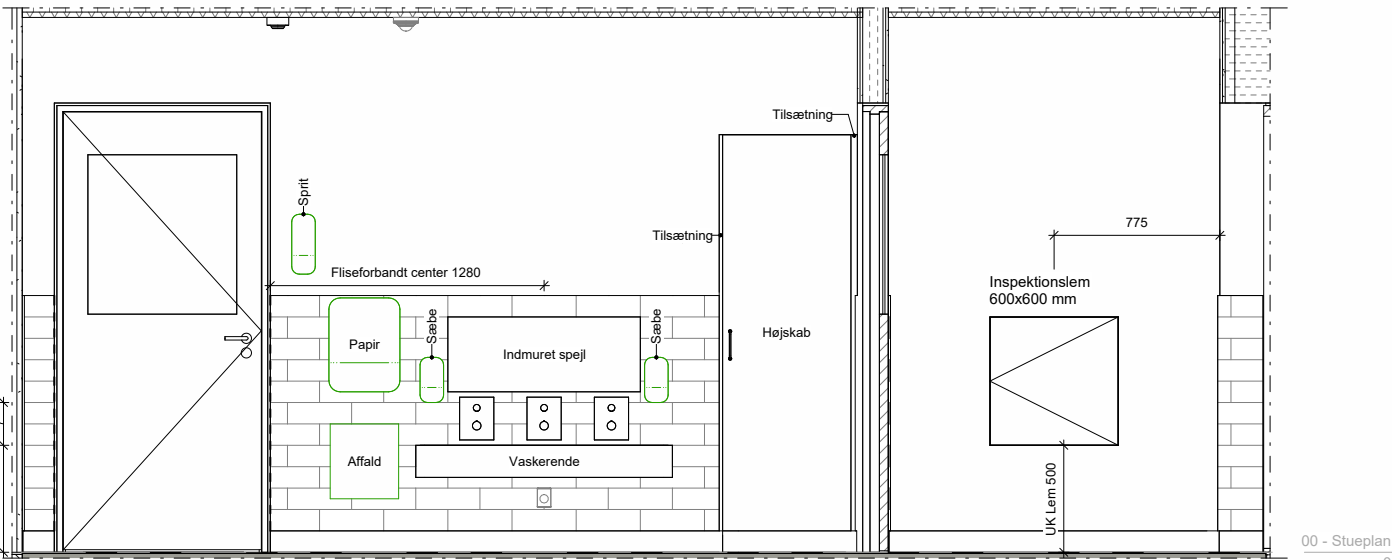 Tilsætning
Sprit
Tilsætning
775
Fliseforbandt center 1280
Inspektionslem
600x600 mm
Papir
Sæbe
Indmuret spejl
Sæbe
Højskab
Affald
Vaskerende
UK Lem 500
00 - Stueplan